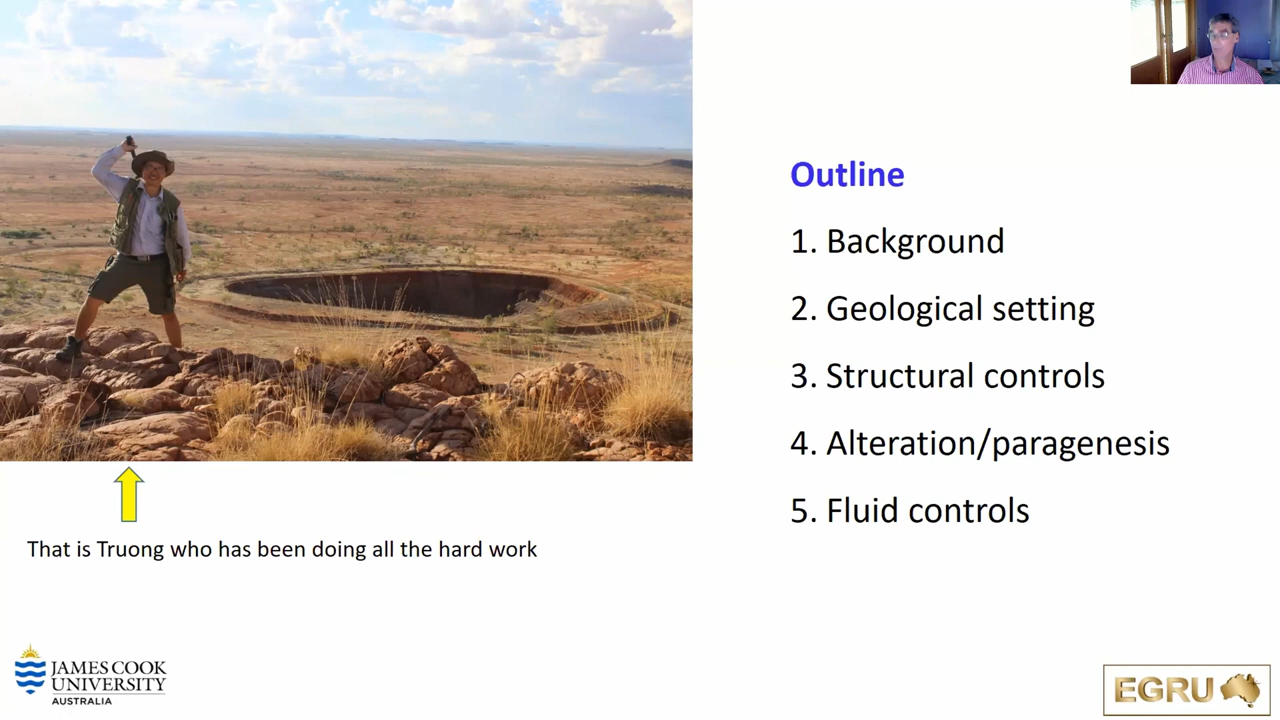 Outline
1. Background
2. Geological setting
3. Structural controls
4. Alteration/paragenesis
5. Fluid controls
That is Truong who has been doing all the hard work
JAMES COOK
UNIVERSITY
AUSTRALIA
EGRU